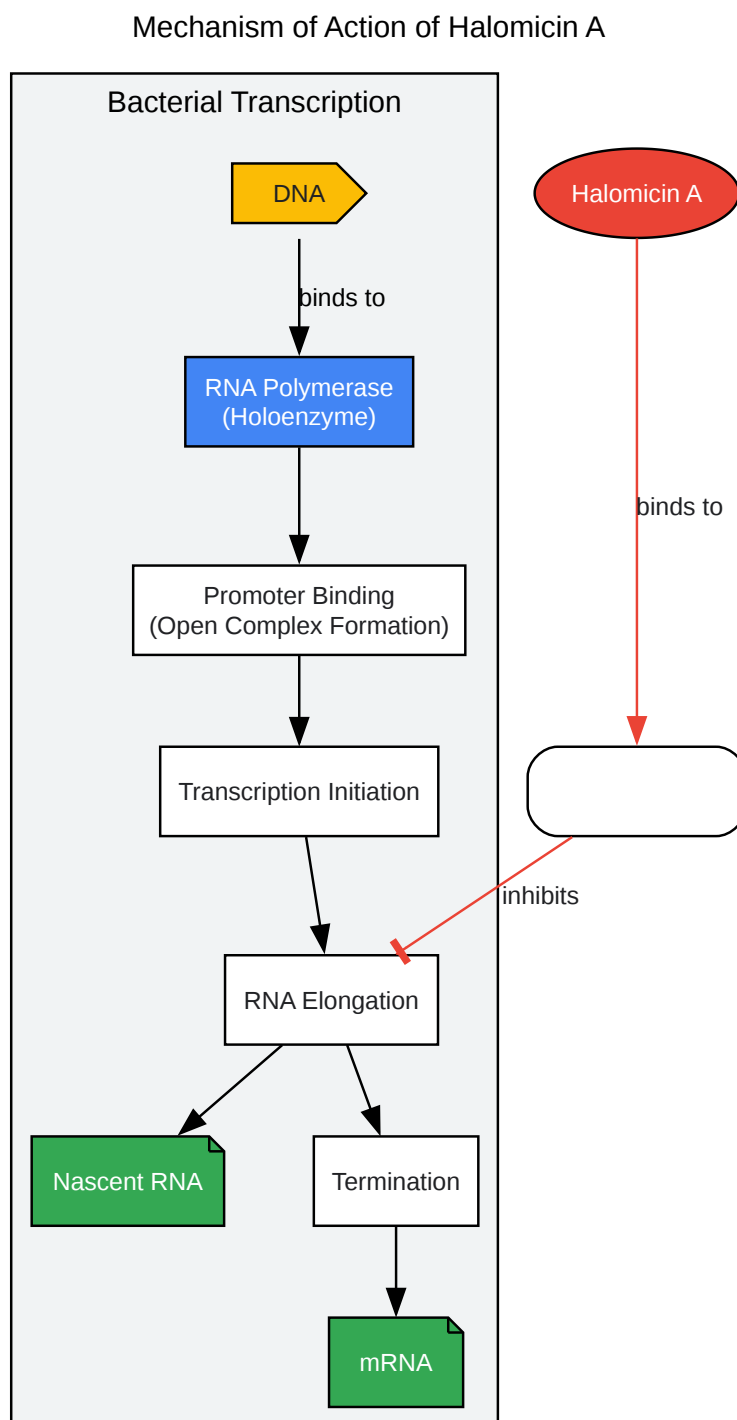 Mechanism of Action of Halomicin A
Bacterial Transcription
DNA
Halomicin A
binds to
RNA Polymerase
(Holoenzyme)
binds to
Promoter Binding
(Open Complex Formation)
Transcription Initiation
inhibits
RNA Elongation
Nascent RNA
Termination
mRNA